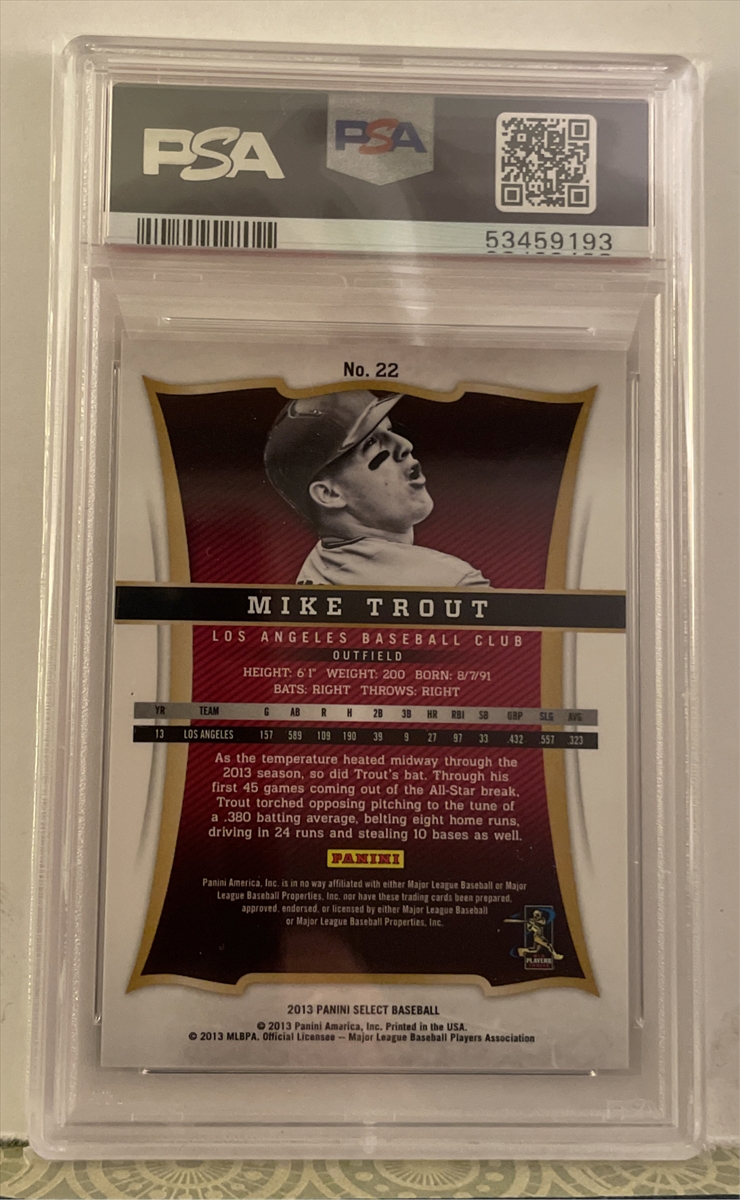 PSA
PSA
53459193
No. 22
MIKE TROUT
LOS ANGELES BASEBALL CLUB
OUTFIELD
HEIGHT: 6'1" WEIGHT: 200 BORN: 8/7/91
BATS: RIGHT THROWS: RIGHT
YR TEAM G AB R H 2B 3B HR RBI SB OBP SLG AVG
13 LOS ANGELES 157 589 109 190 39 9 27 97 33 .432 .557 .323
As the temperature heated midway through the
2013 season, so did Trout's bat. Through his
first 45 games coming out of the All-Star break,
Trout torched opposing pitching to the tune of
a .380 batting average, belting eight home runs,
driving in 24 runs and stealing 10 bases as well.
PANINI
Panini America, Inc. is in no way affiliated with either Major League Baseball or Major
League Baseball Properties, Inc. nor have these trading cards been prepared,
approved, endorsed, or licensed by either Major League Baseball
or Major League Baseball Properties, Inc.
PLAYERS
2013 PANINI SELECT BASEBALL
© 2013 Panini America, Inc. Printed in the USA.
© 2013 MLBPA. Official Licensee — Major League Baseball Players Association